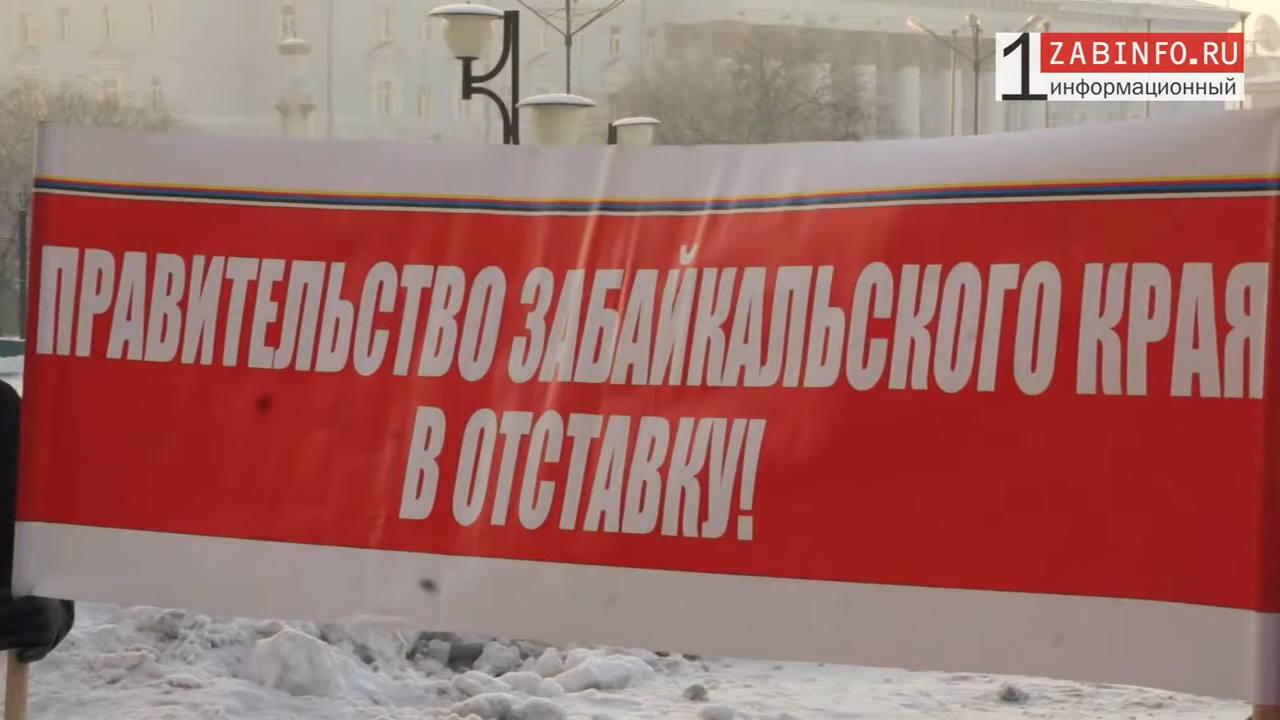 1 ZABINFO.RU
информационный
ПРАВИТЕЛЬСТВО ЗАБАЙКАЛЬСКОГО КРАЯ
В ОТСТАВКУ!